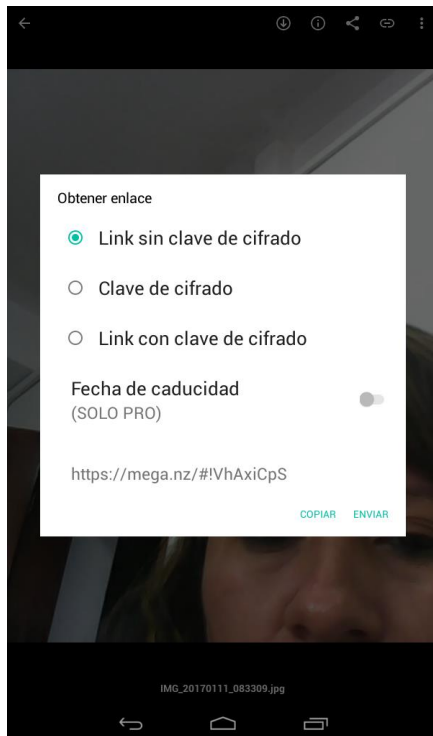 Obtener enlace
Link sin clave de cifrado
Clave de cifrado
Link con clave de cifrado
Fecha de caducidad
(SOLO PRO)
https://mega.nz/#!VhAxiCpS
COPIAR ENVIAR
IMG_20170111_083309.jpg